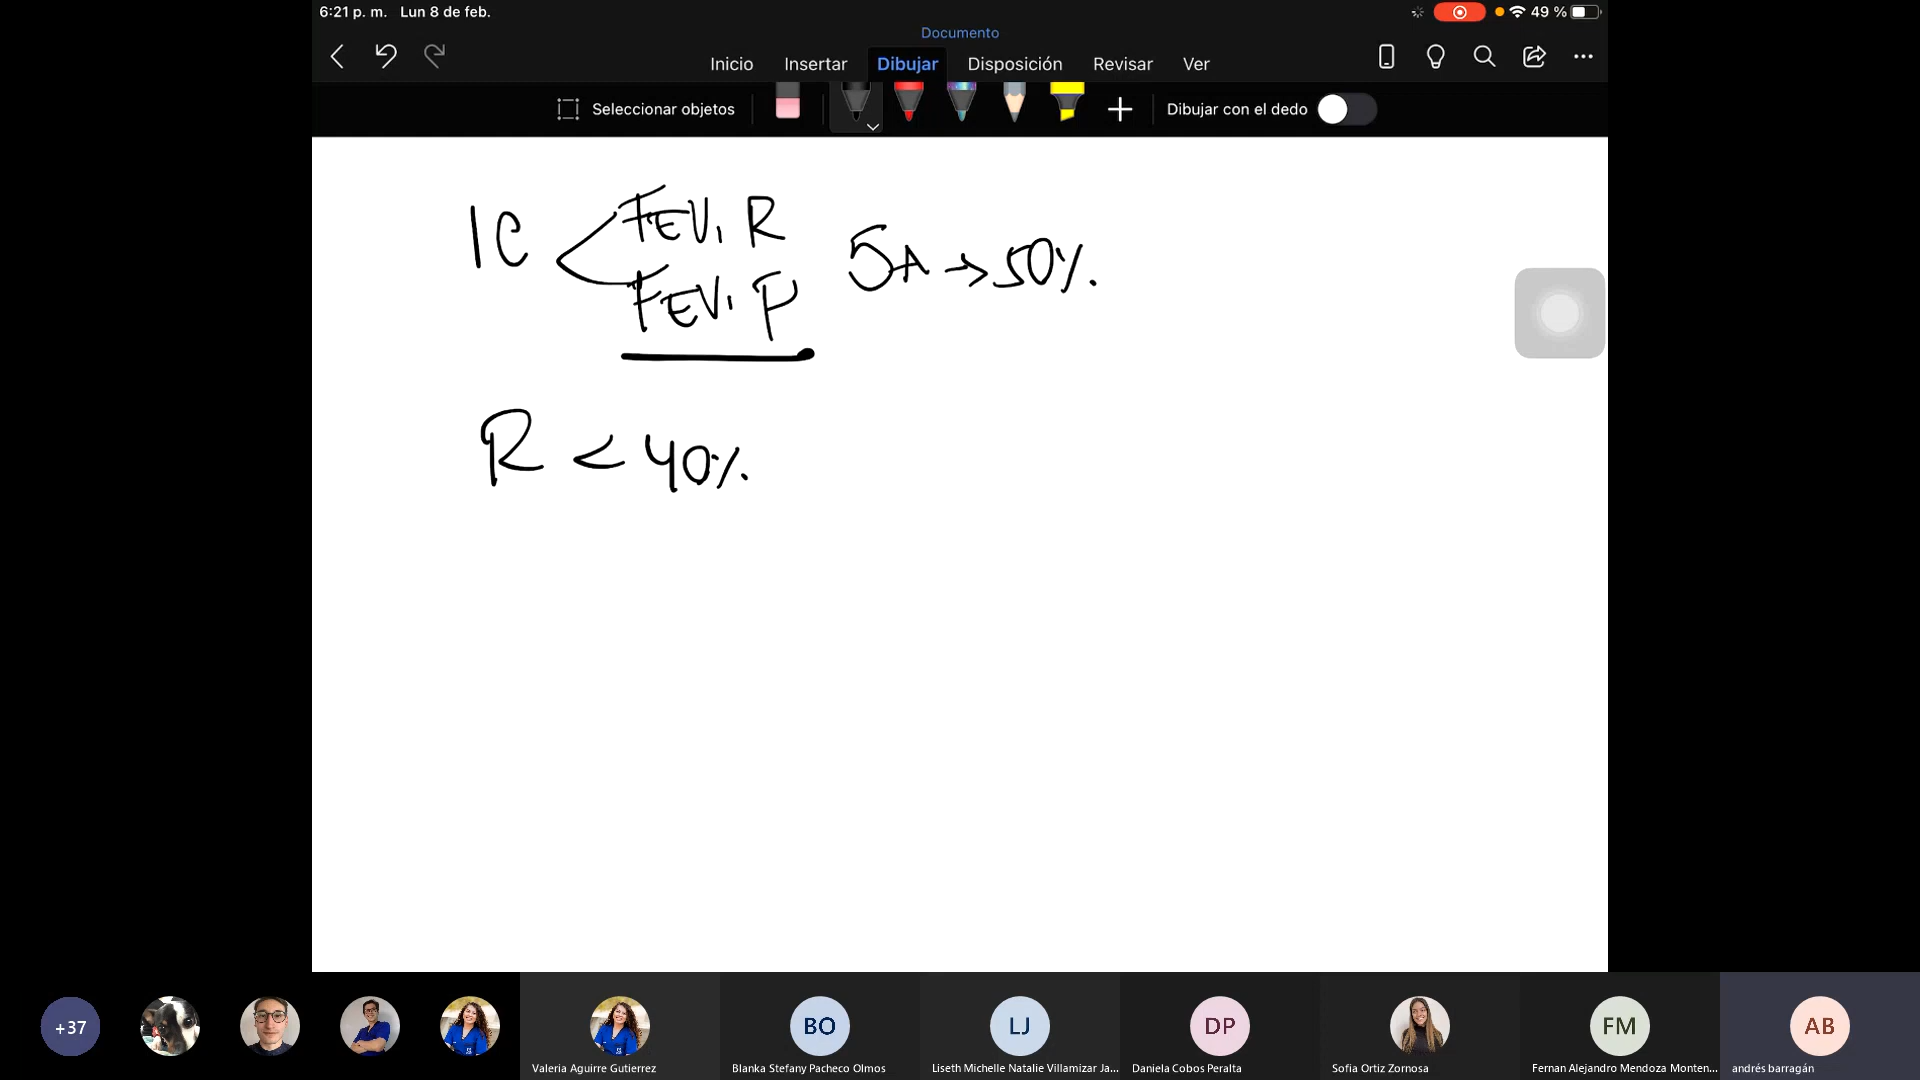 6:21 p. m. Lun 8 de feb. 49 %
Documento
Inicio Insertar Dibujar Disposición Revisar Ver
Seleccionar objetos Dibujar con el dedo
IC < FEVI R
FEVI P
5A → 50%
R < 40%
+37
BO LJ DP FM AB
Valeria Aguirre Gutierrez Blanka Stefany Pacheco Olmos Liseth Michelle Natalie Villamizar Ja... Daniela Cobos Peralta Sofia Ortiz Zornosa Fernan Alejandro Mendoza Monten... andrés barragán